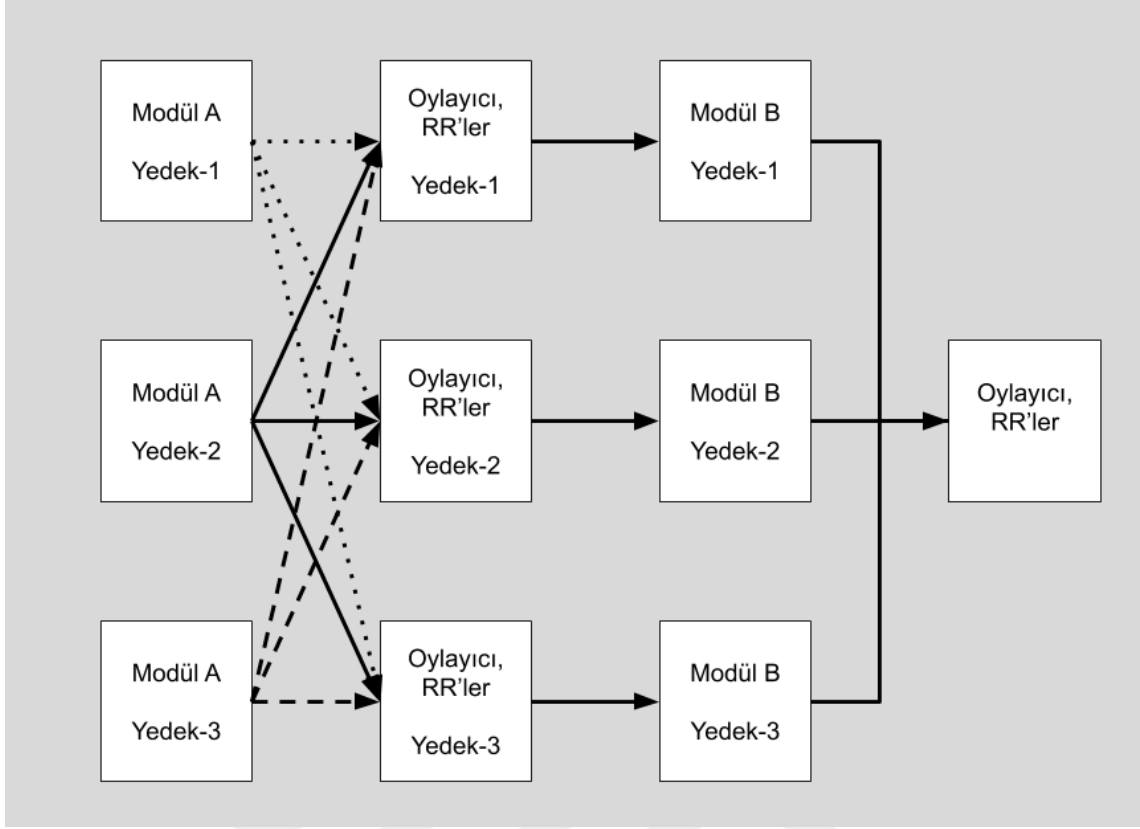 Modül A
Yedek-1
Oylayıcı,
RR'ler
Yedek-1
Modül B
Yedek-1
Modül A
Yedek-2
Oylayıcı,
RR'ler
Yedek-2
Modül B
Yedek-2
Oylayıcı,
RR'ler
Modül A
Yedek-3
Oylayıcı,
RR'ler
Yedek-3
Modül B
Yedek-3